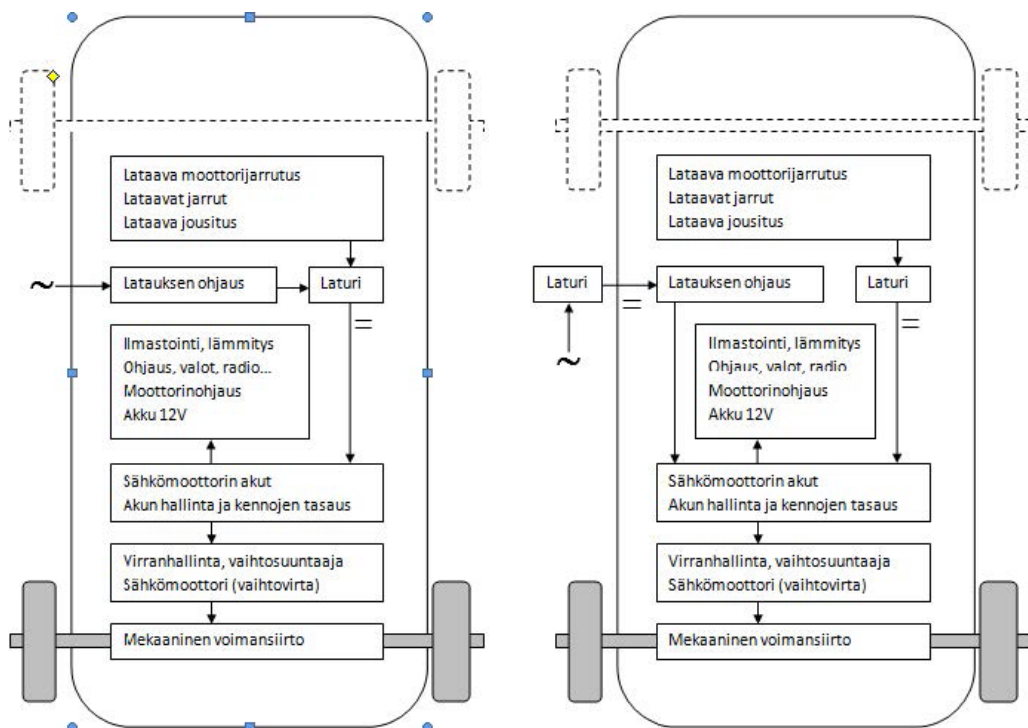 Lataava moottorijarrutus
Lataavat jarrut
Lataava jousitus
~
Latauksen ohjaus
Laturi
=
Ilmastointi, lämmitys
Ohjaus, valot, radio...
Moottorinohjaus
Akku 12V
Sähkömoottorin akut
Akun hallinta ja kennojen tasaus
Virranhallinta, vaihtosuuntaaja
Sähkömoottori (vaihtovirta)
Mekaaninen voimansiirto
Lataava moottorijarrutus
Lataavat jarrut
Lataava jousitus
Laturi
=
Latauksen ohjaus
Laturi
~
=
Ilmastointi, lämmitys
Ohjaus, valot, radio
Moottorinohjaus
Akku 12V
Sähkömoottorin akut
Akun hallinta ja kennojen tasaus
Virranhallinta, vaihtosuuntaaja
Sähkömoottori (vaihtovirta)
Mekaaninen voimansiirto